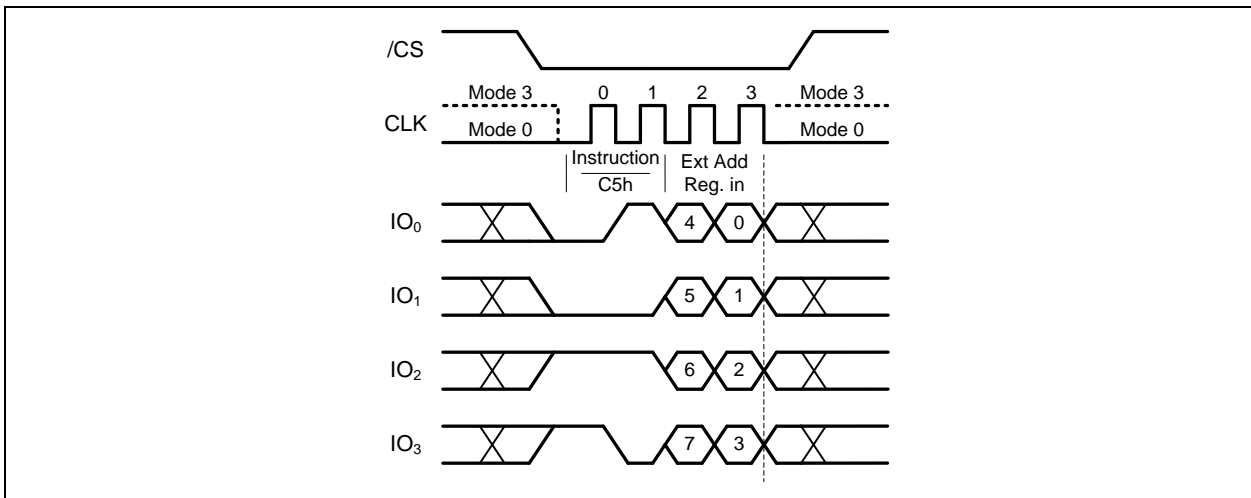 /CS
Mode 3 0 1 2 3 Mode 3
CLK
Mode 0 Mode 0
Instruction Ext Add
C5h Reg. in
IO₀ 4 0
IO₁ 5 1
IO₂ 6 2
IO₃ 7 3